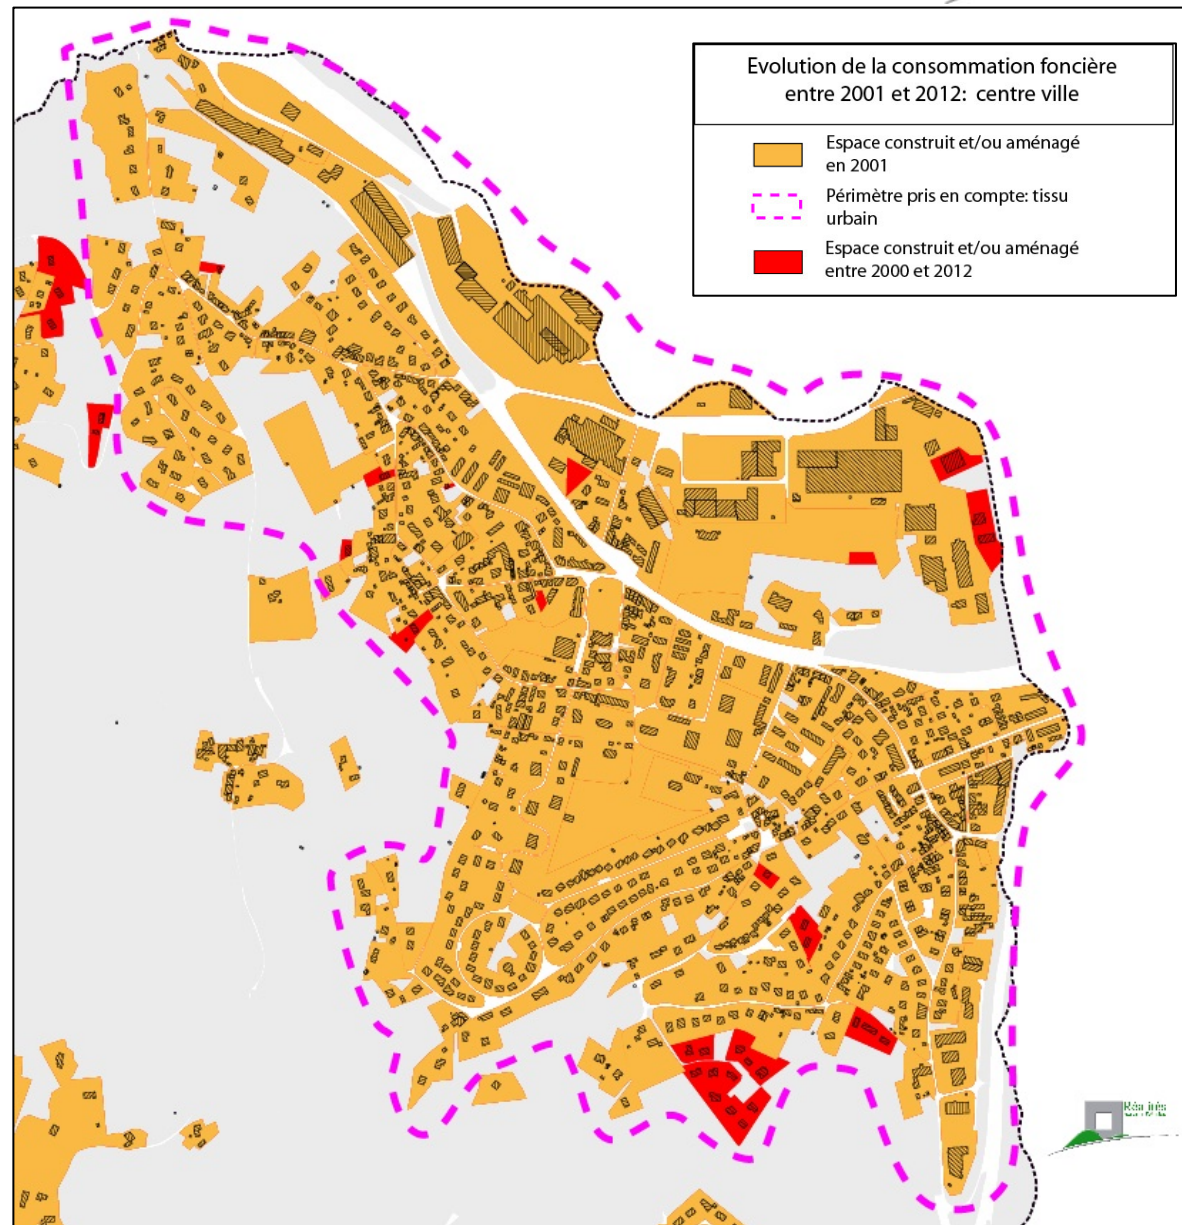 Evolution de la consommation foncière
entre 2001 et 2012: centre ville
Espace construit et/ou aménagé
en 2001
Périmètre pris en compte: tissu
urbain
Espace construit et/ou aménagé
entre 2000 et 2012